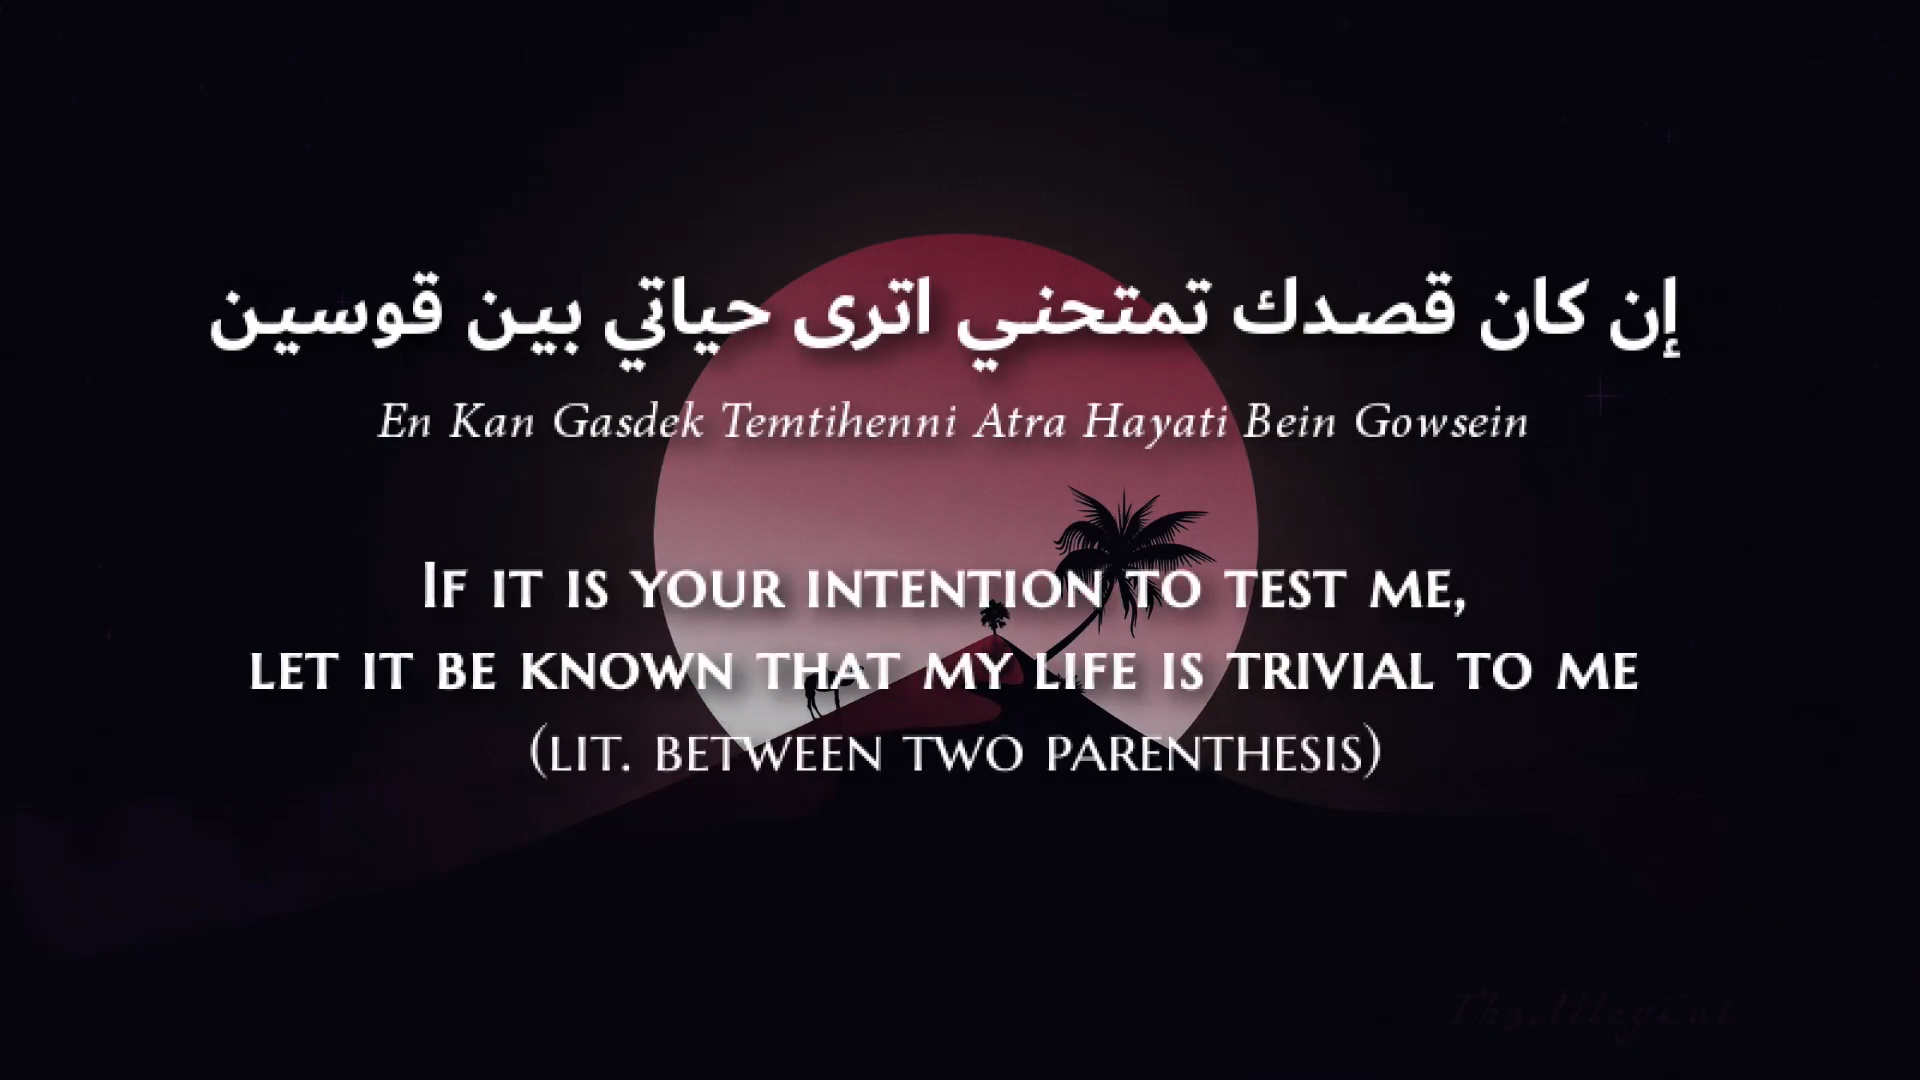 إن كان قصدك تمتحني اترى حياتي بين قوسين
En Kan Gasdek Temtihenni Atra Hayati Bein Gowsein
If it is your intention to test me,
let it be known that my life is trivial to me
(lit. between two parenthesis)
Th3AlleyCat